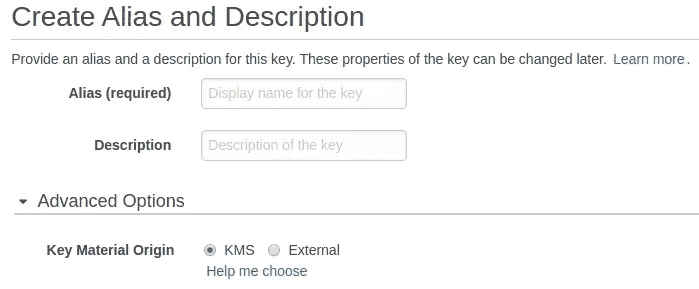 Create Alias and Description
Provide an alias and a description for this key. These properties of the key can be changed later. Learn more.
Alias (required) Display name for the key
Description Description of the key
Advanced Options
Key Material Origin KMS External
Help me choose